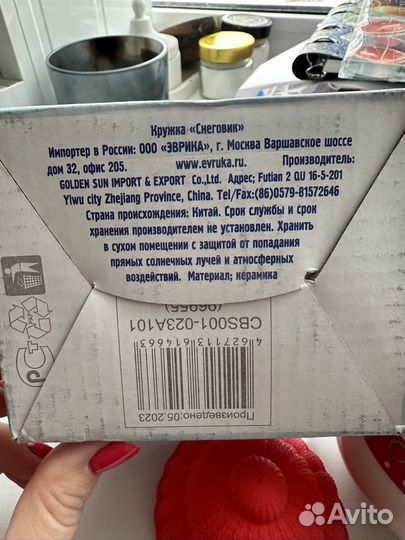 Кружка «Снеговик»
Импортер в России: ООО «ЭВРИКА», г. Москва Варшавское шоссе
дом 32, офис 205. www.evruka.ru. Производитель:
GOLDEN SUN IMPORT & EXPORT Co.,Ltd. Адрес; Futian 2 QU 16-5-201
Yiwu city Zhejiang Province, China. Tel/Fax:(86)0579-81572646
Страна происхождения: Китай. Срок службы и срок
хранения производителем не установлен. Хранить
в сухом помещении с защитой от попадания
прямых солнечных лучей и атмосферных
воздействий. Материал; керамика
(96955)
CBS001-023A101
4627113614663
Произведено:05.2023
Avito